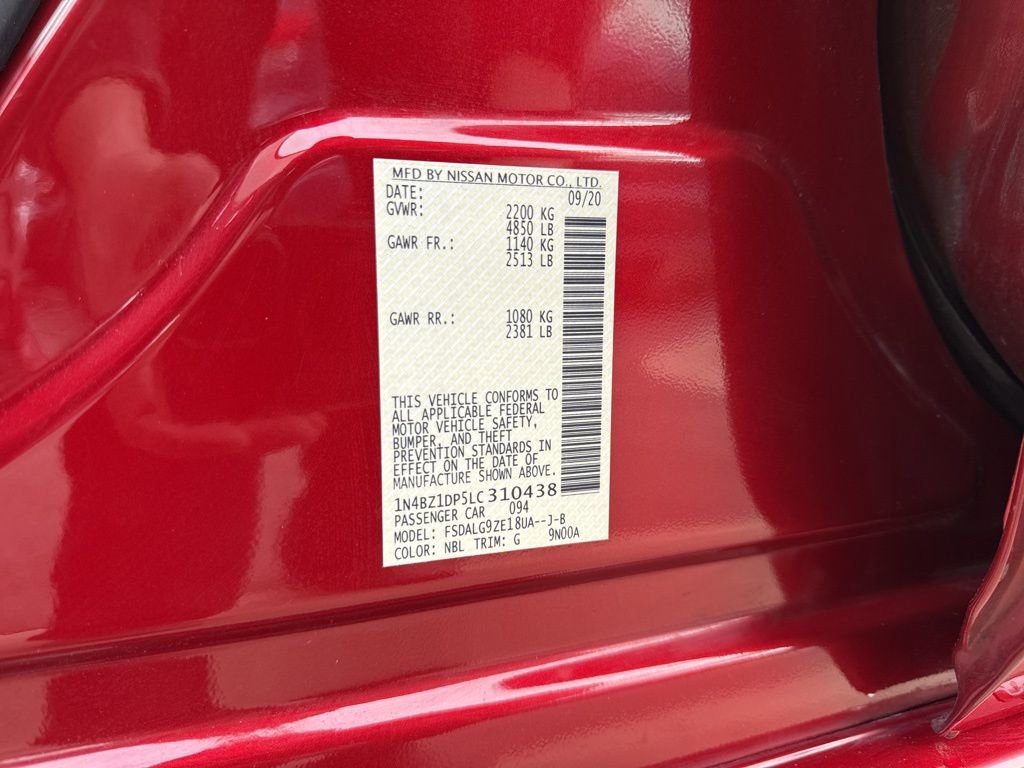 MFD BY NISSAN MOTOR CO., LTD.
DATE: 09/20
GVWR: 2200 KG
4850 LB
GAWR FR.: 1140 KG
2513 LB
GAWR RR.: 1080 KG
2381 LB
THIS VEHICLE CONFORMS TO
ALL APPLICABLE FEDERAL
MOTOR VEHICLE SAFETY,
BUMPER, AND THEFT
PREVENTION STANDARDS IN
EFFECT ON THE DATE OF
MANUFACTURE SHOWN ABOVE.
1N4BZ1DP5LC310438
PASSENGER CAR 094
MODEL: FSDALG9ZE18UA--J-B
COLOR: NBL TRIM: G 9N00A